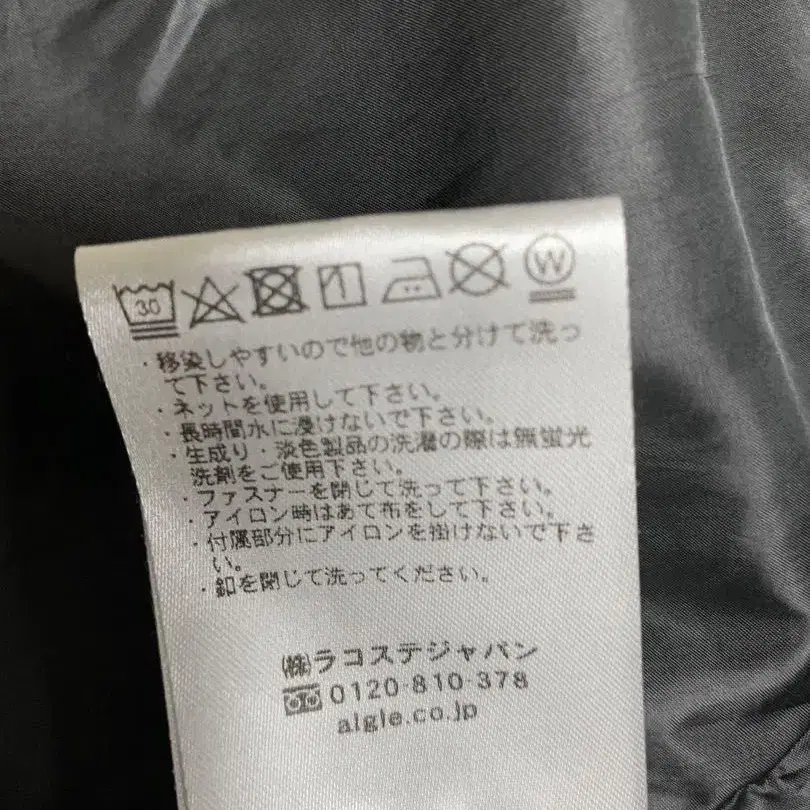 30 W
・移染しやすいので他の物と分けて洗っ
て下さい。
・ネットを使用して下さい。
・長時間水に浸けないで下さい。
・生成り・淡色製品の洗濯の際は無蛍光
洗剤をご使用下さい。
・ファスナーを閉じて洗って下さい。
・アイロン時はあて布をして下さい。
・付属部分にアイロンを掛けないで下さ
い。
・釦を閉じて洗ってください。
㈱ラコステジャパン
0120-810-378
aigle.co.jp